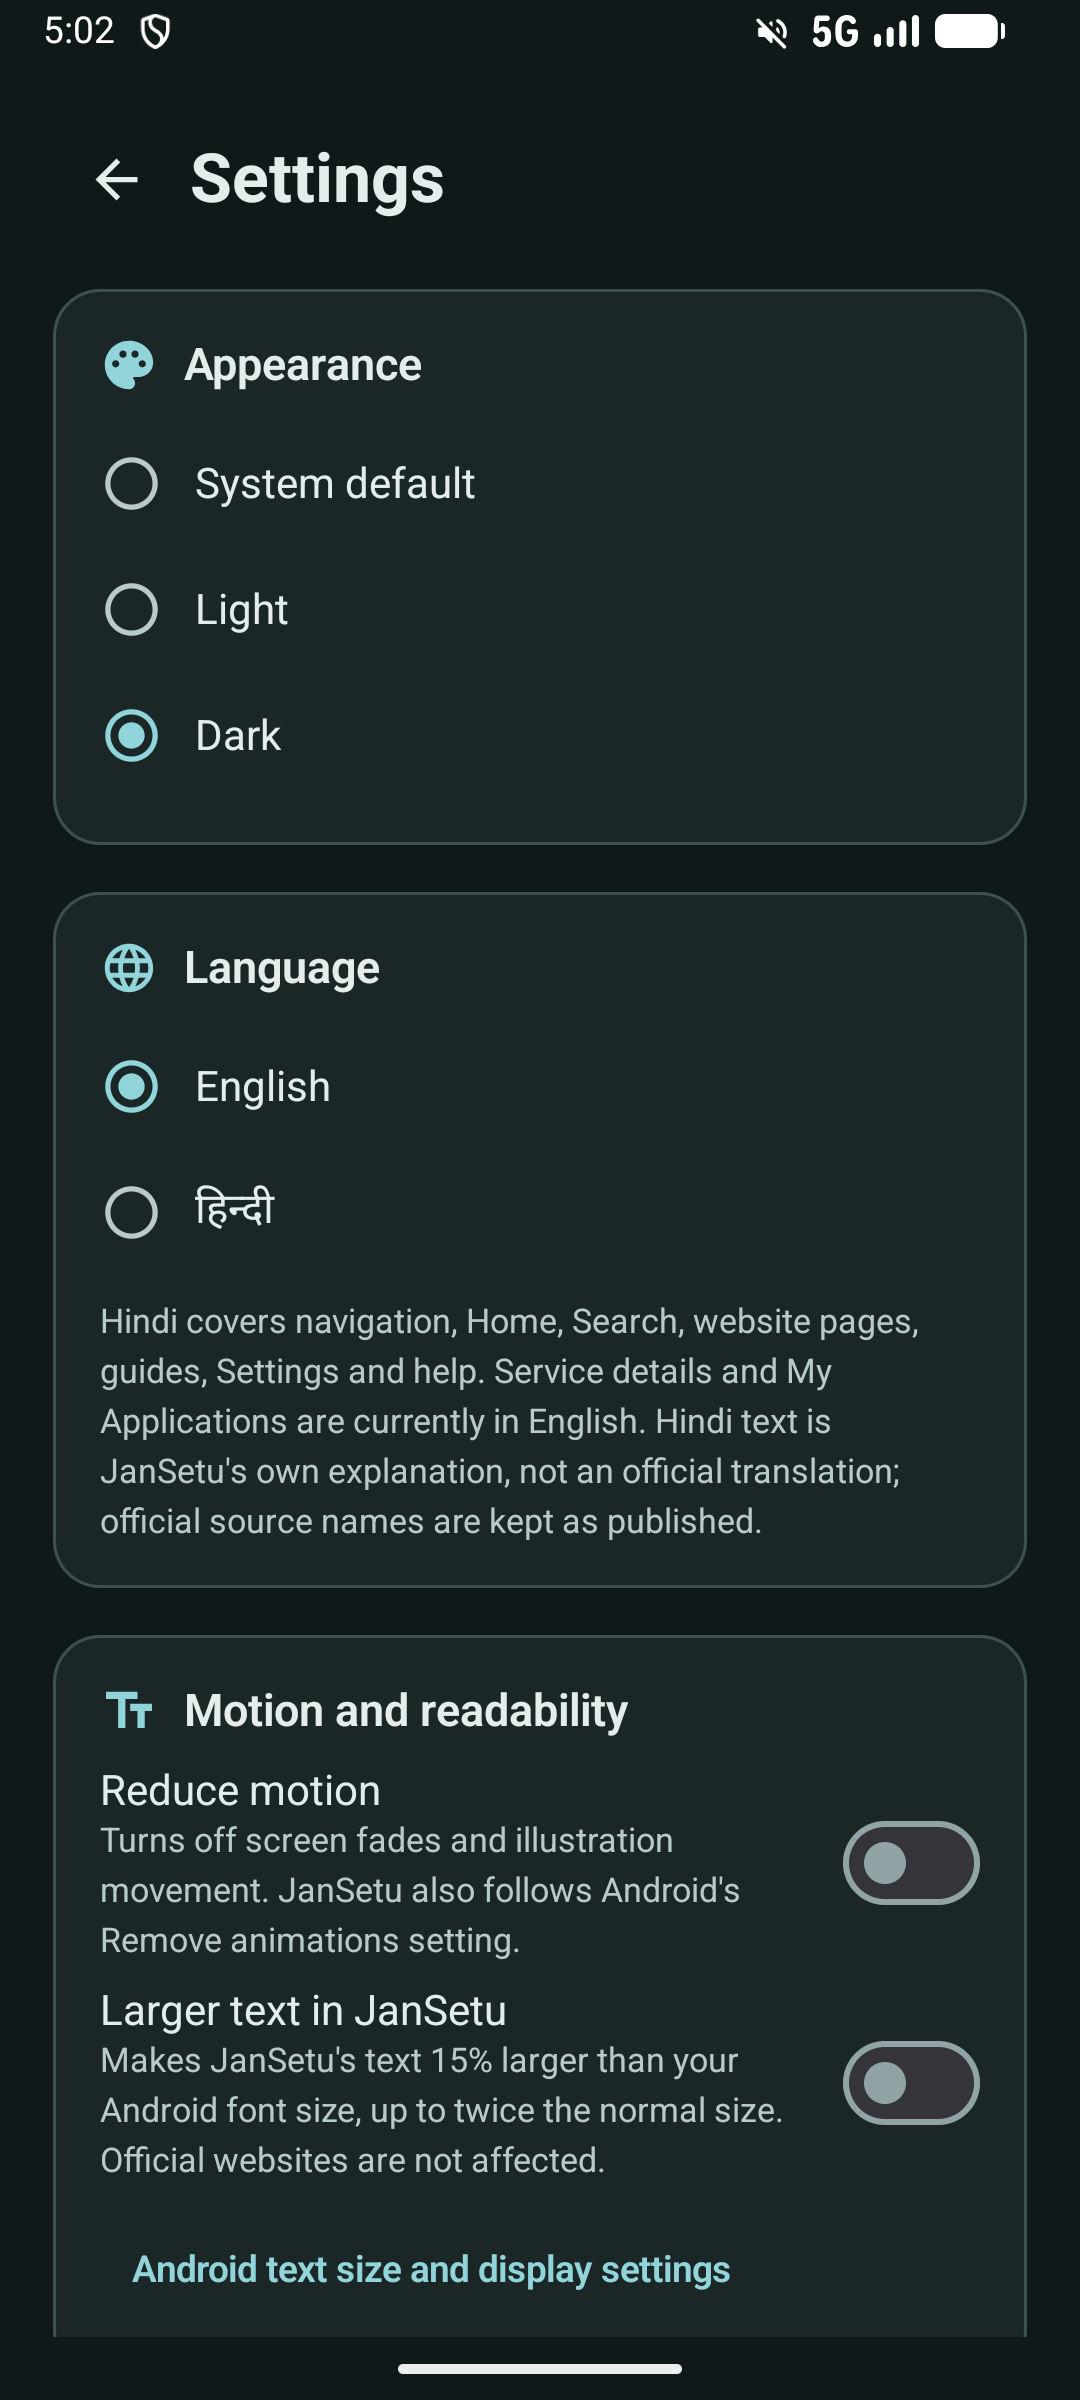 5:02
5G
Settings
Appearance
System default
Light
Dark
Language
English
हिन्दी
Hindi covers navigation, Home, Search, website pages,
guides, Settings and help. Service details and My
Applications are currently in English. Hindi text is
JanSetu's own explanation, not an official translation;
official source names are kept as published.
Motion and readability
Reduce motion
Turns off screen fades and illustration
movement. JanSetu also follows Android's
Remove animations setting.
Larger text in JanSetu
Makes JanSetu's text 15% larger than your
Android font size, up to twice the normal size.
Official websites are not affected.
Android text size and display settings